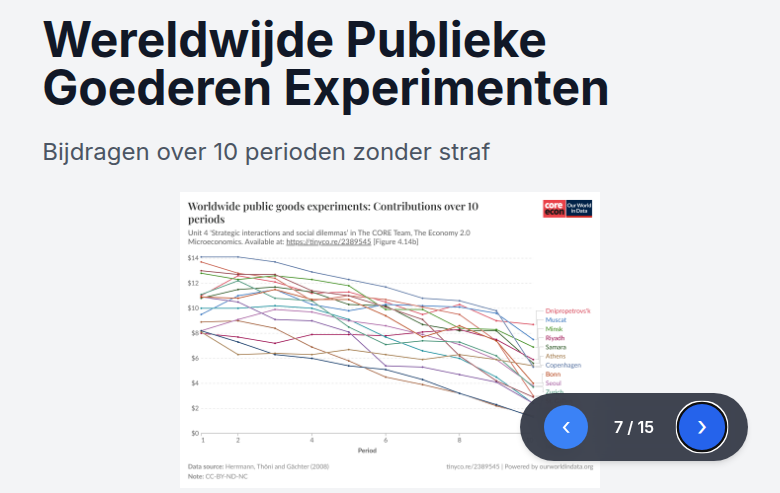 Wereldwijde Publieke
Goederen Experimenten
Bijdragen over 10 perioden zonder straf
Worldwide public goods experiments: Contributions over 10
periods
core
econ
Our World
in Data
Unit 4 'Strategic interactions and social dilemmas' in The CORE Team, The Economy 2.0
Microeconomics. Available at: https://tinyco.re/2389545 [Figure 4.14b]
$14
$12
$10
$8
$6
$4
$2
$0
Dnipropetrovs'k
Muscat
Minsk
Riyadh
Samara
Athens
Copenhagen
Bonn
Seoul
Zurich
1
2
4
6
8
Period
‹
7 / 15
›
Data source: Herrmann, Thöni and Gächter (2008)
tinyco.re/2389545 | Powered by ourworldindata.org
Note: CC-BY-ND-NC